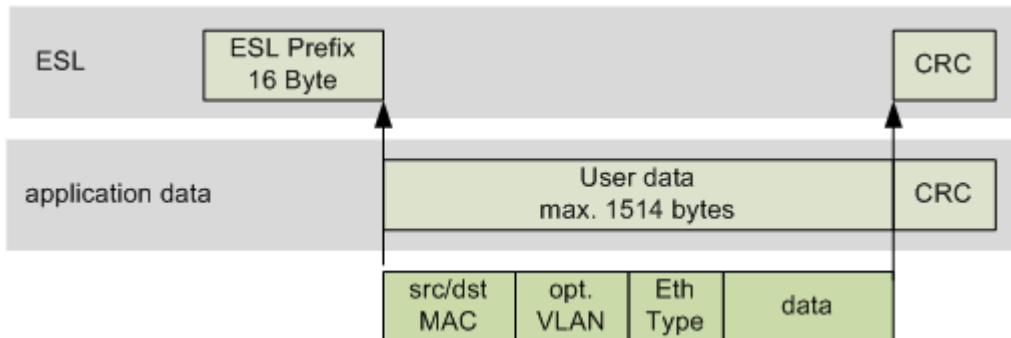 ESL
ESL Prefix
16 Byte
CRC
application data
User data
max. 1514 bytes
CRC
src/dst
MAC
opt.
VLAN
Eth
Type
data